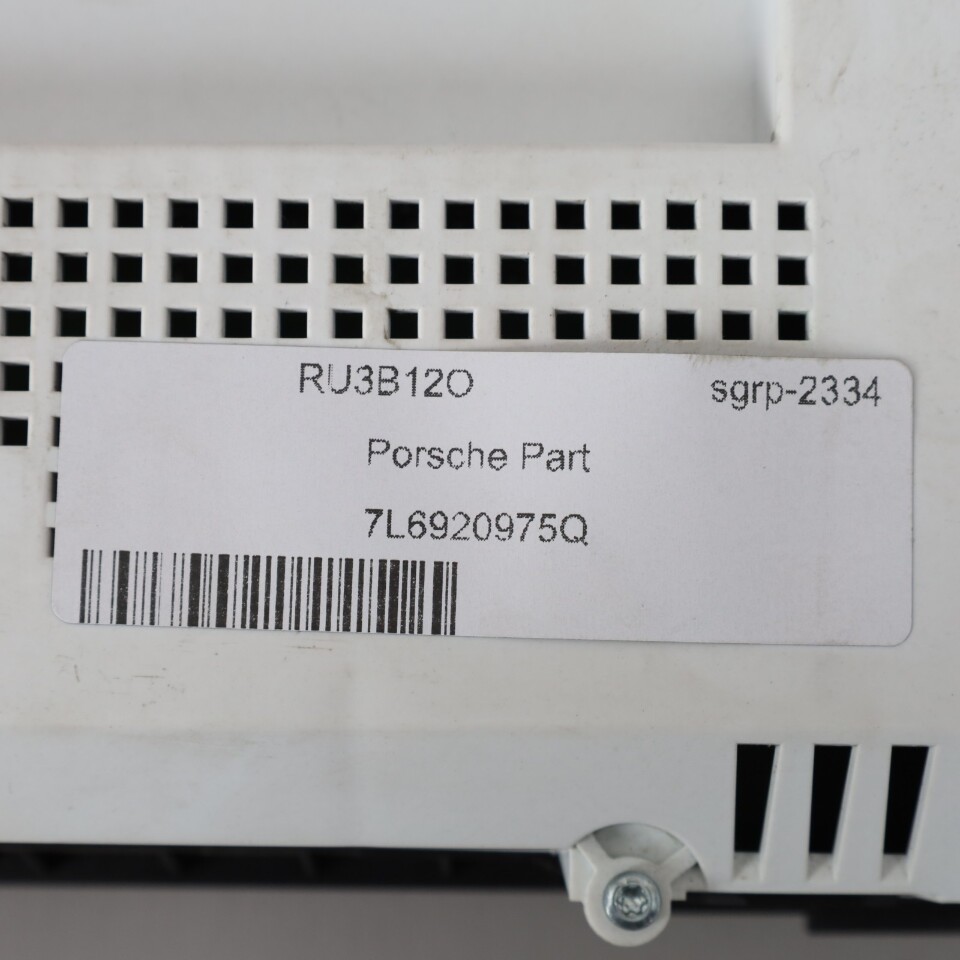 RU3B12O sgrp-2334
Porsche Part
7L6920975Q